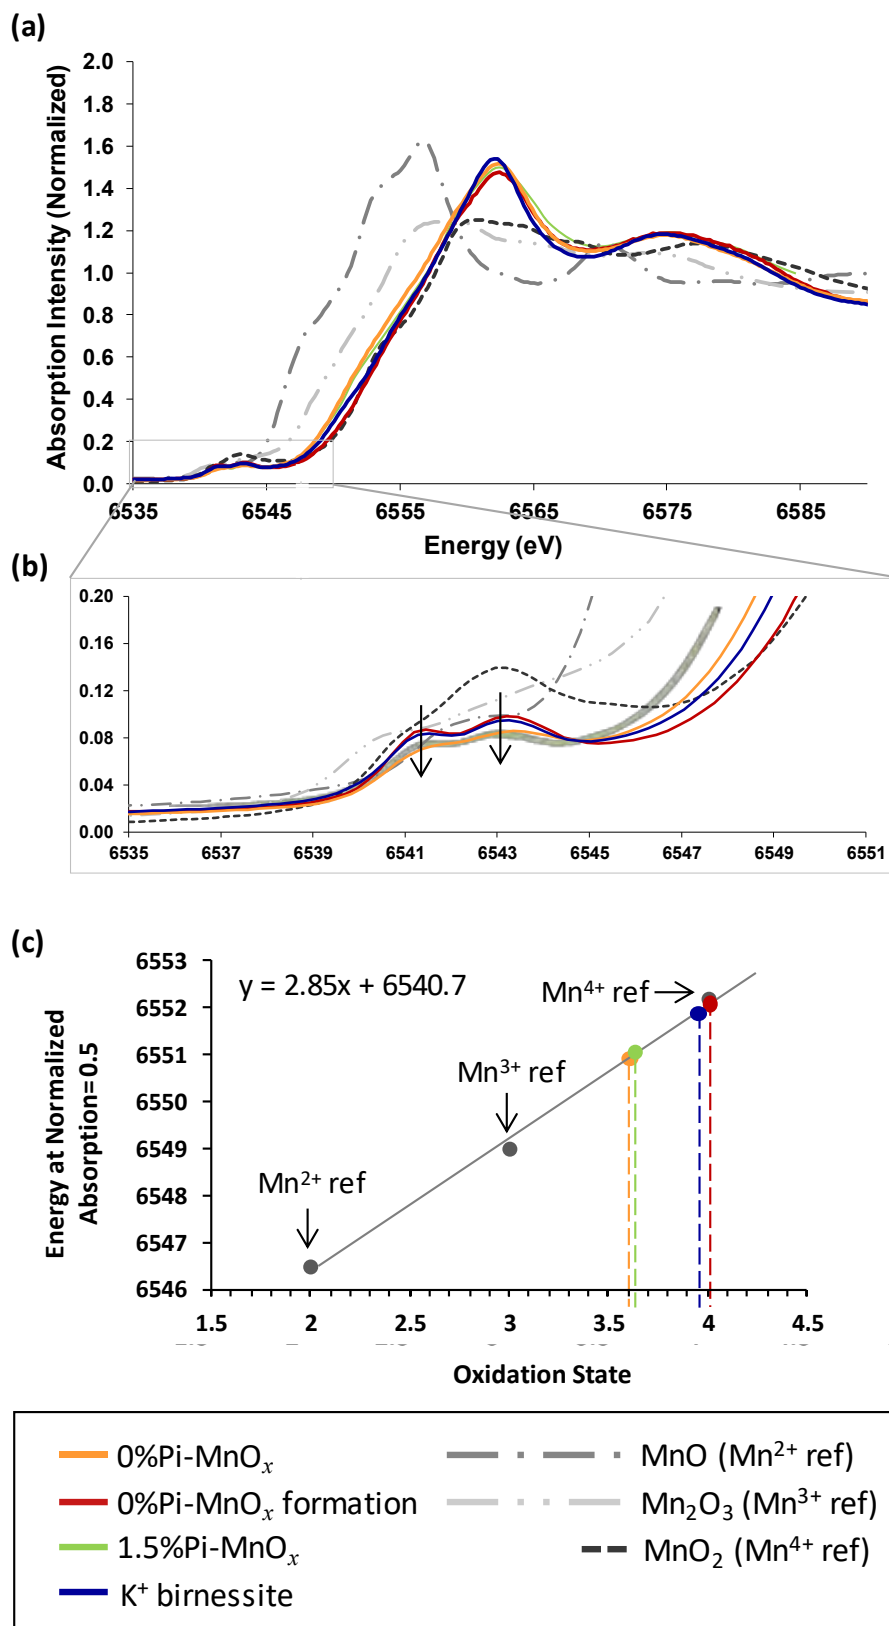 (a)
Absorption Intensity (Normalized)
2.0
1.8
1.6
1.4
1.2
1.0
0.8
0.6
0.4
0.2
0.0
6535 6545 6555 6565 6575 6585
Energy (eV)
(b)
0.20
0.16
0.12
0.08
0.04
0.00
6535 6537 6539 6541 6543 6545 6547 6549 6551
(c)
Energy at Normalized
Absorption= 0.5
6553
6552
6551
6550
6549
6548
6547
6546
y = 2.85x + 6540.7
Mn⁴⁺ ref
Mn³⁺ ref
Mn²⁺ ref
1.5 2 2.5 3 3.5 4 4.5
Oxidation State
0%Pi-MnOₓ
0%Pi-MnOₓ formation
1.5%Pi-MnOₓ
K⁺ birnessite
MnO (Mn²⁺ ref)
Mn₂O₃ (Mn³⁺ ref)
MnO₂ (Mn⁴⁺ ref)